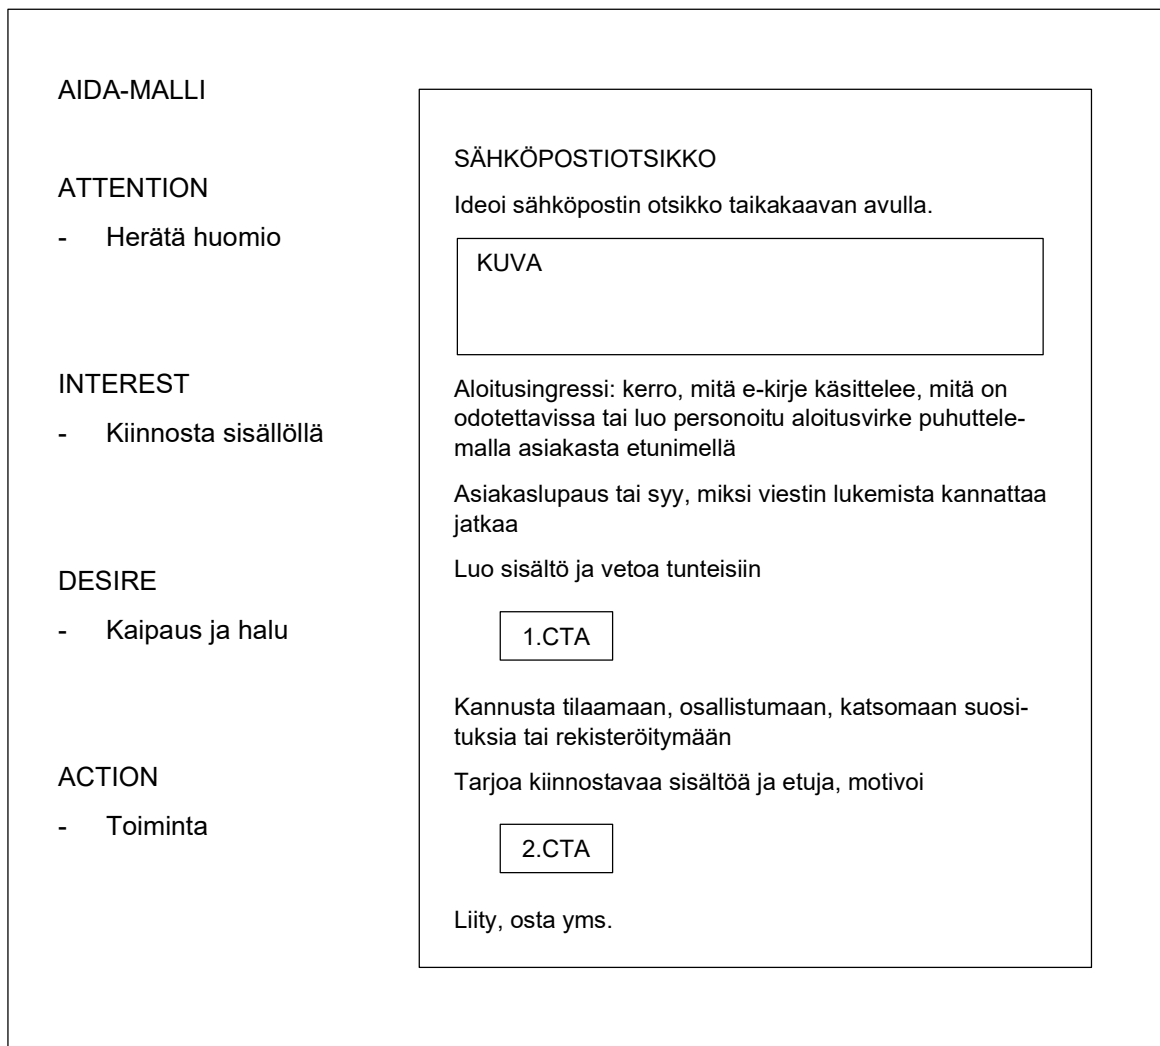 AIDA-MALLI
ATTENTION
- Herätä huomio
INTEREST
- Kiinnosta sisällöllä
DESIRE
- Kaipaus ja halu
ACTION
- Toiminta
SÄHKÖPOSTIOTSIKKO
Ideoi sähköpostin otsikko taikakaavan avulla.
KUVA
Aloitusingressi: kerro, mitä e-kirje käsittelee, mitä on
odotettavissa tai luo personoitu aloitusvirke puhuttele-
malla asiakasta etunimellä
Asiakaslupaus tai syy, miksi viestin lukemista kannattaa
jatkaa
Luo sisältö ja vetoa tunteisiin
1.CTA
Kannusta tilaamaan, osallistumaan, katsomaan suosi-
tuksia tai rekisteröitymään
Tarjoa kiinnostavaa sisältöä ja etuja, motivoi
2.CTA
Liity, osta yms.